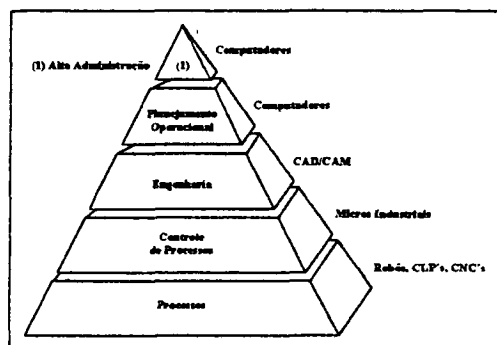 Computadores
(1) Alta Administração
(1)
Computadores
Planejamento
Operacional
CAD/CAM
Engenharia
Micros Industriais
Controle
de Processos
Robôs, CLP's, CNC's
Processos